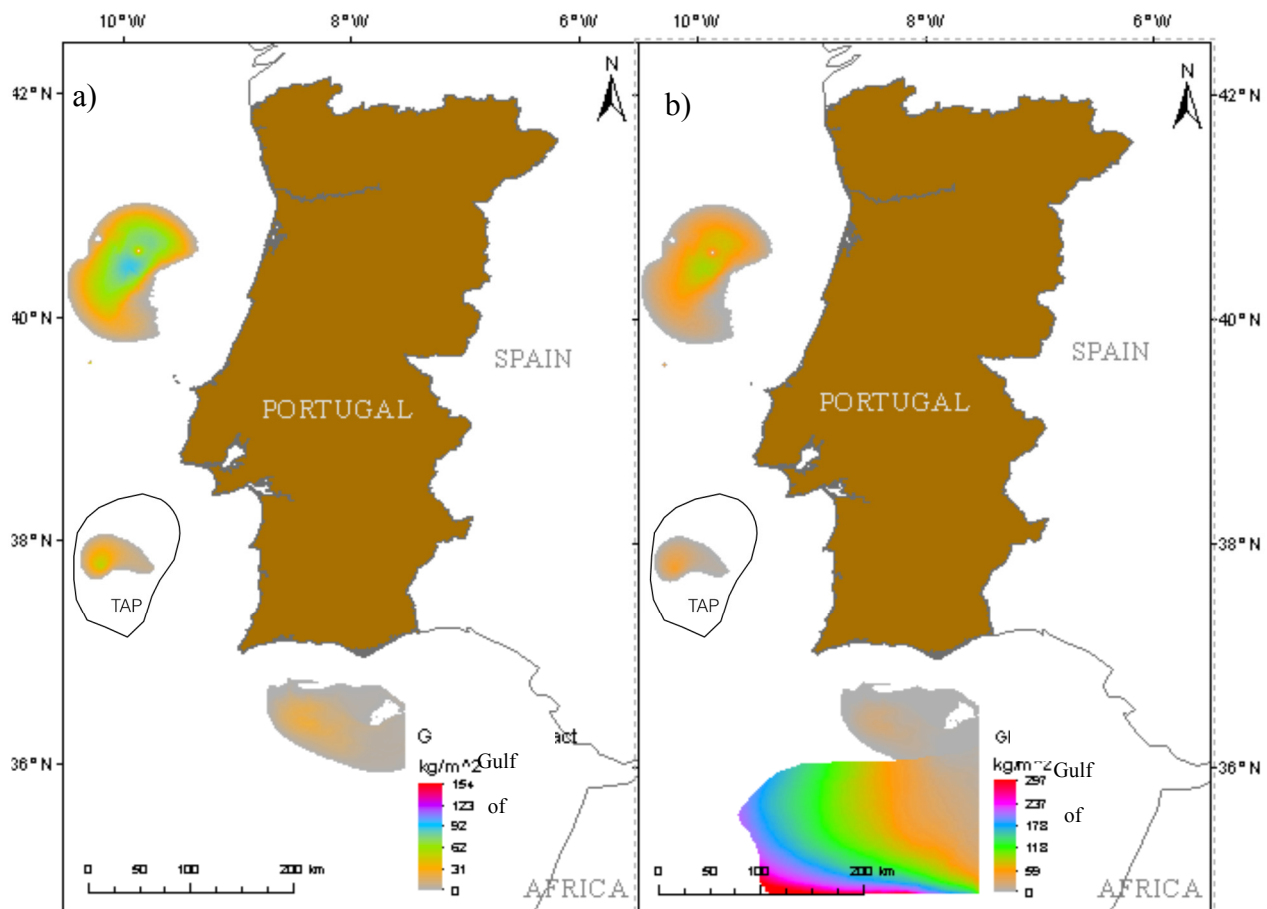 10°W 8°W 6°W 10°W 8°W 6°W
a) N b) N
42°N 42°N
40°N 40°N
SPAIN SPAIN
PORTUGAL PORTUGAL
38°N 38°N
TAP TAP
G act
kg/m^2 Gulf
of
154
123
92
62
31
0
36°N 36°N
Gulf
of
297
237
178
118
59
0
0 50 100 200 km
0 50 100 200 km
AFRICA AFRICA